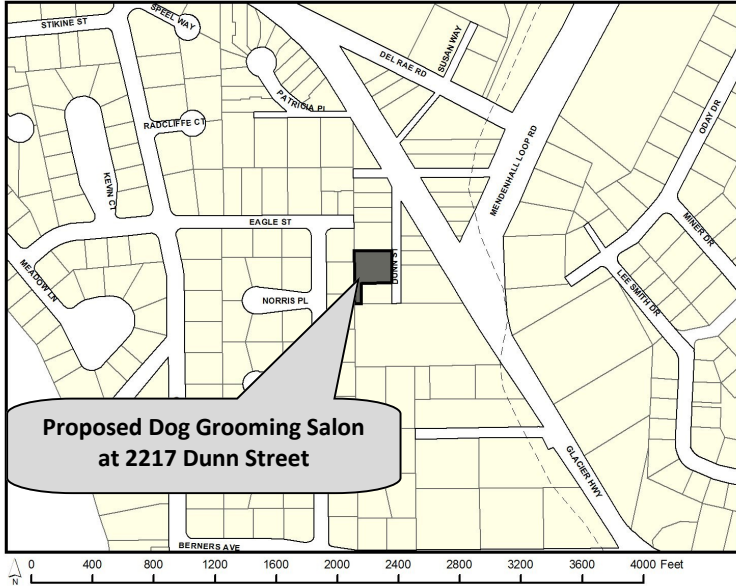 STIKINE ST
SPEEL WAY
DEL RAE RD
SUSAN WAY
PATRICIA PL
RADCLIFFE CT
KEVIN CT
MENDENHALL LOOP RD
ODAY DR
MINER DR
EAGLE ST
DUNN ST
MEADOW LN
NORRIS PL
LEE SMITH DR
Proposed Dog Grooming Salon
at 2217 Dunn Street
GLACIER HWY
BERNERS AVE
N
0 400 800 1200 1600 2000 2400 2800 3200 3600 4000 Feet